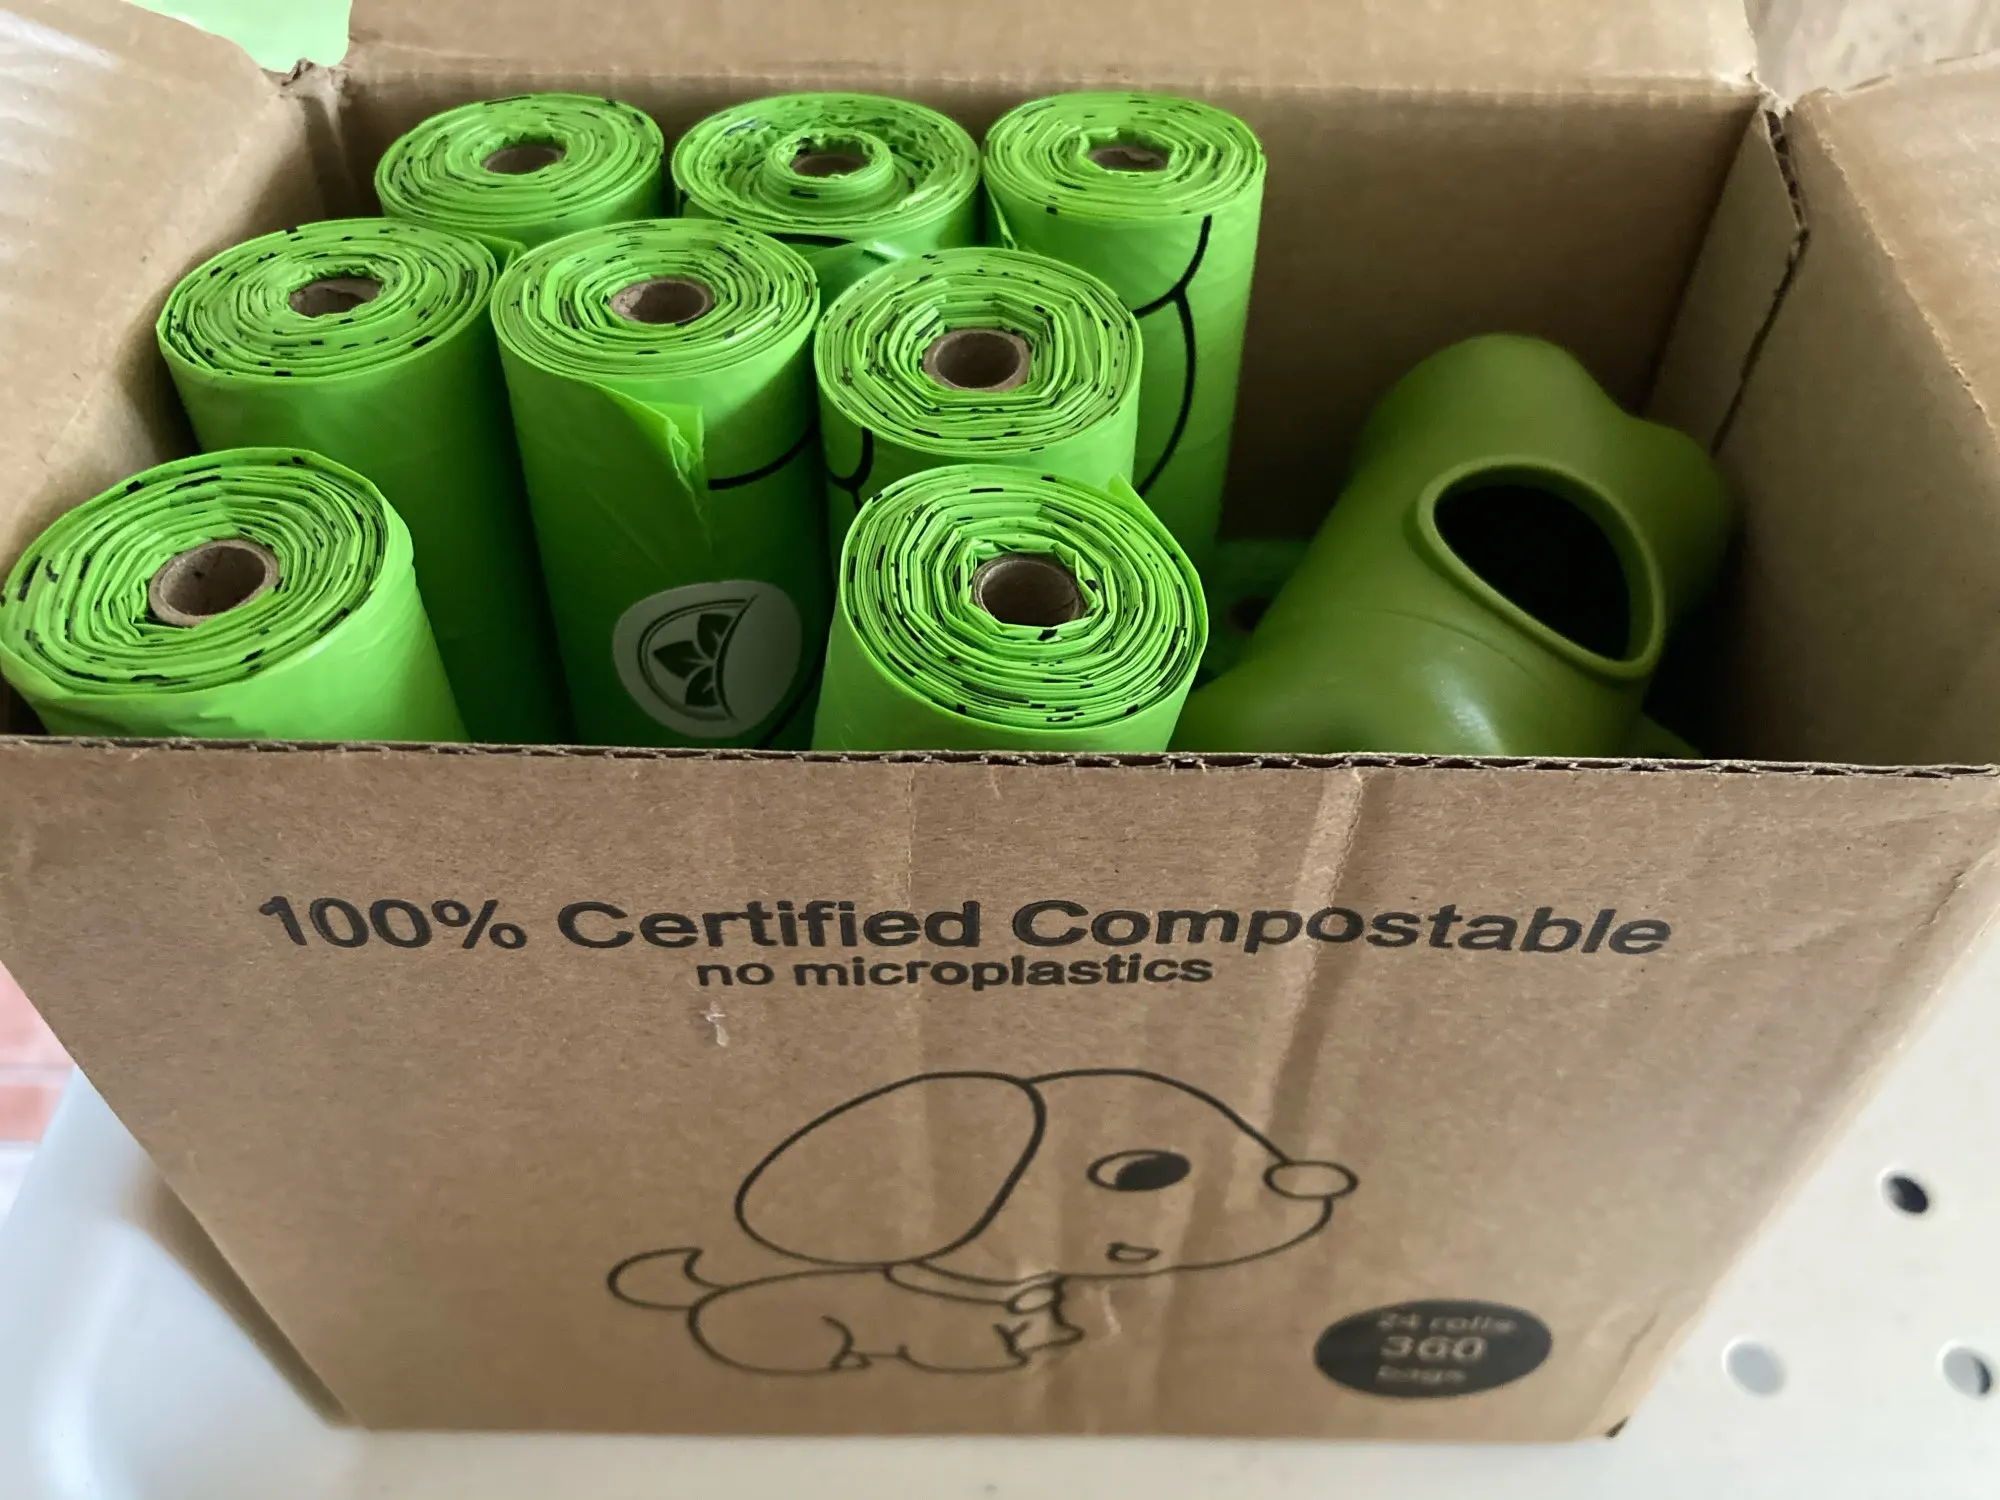 100% Certified Compostable
no microplastics
24 rolls
360
bags